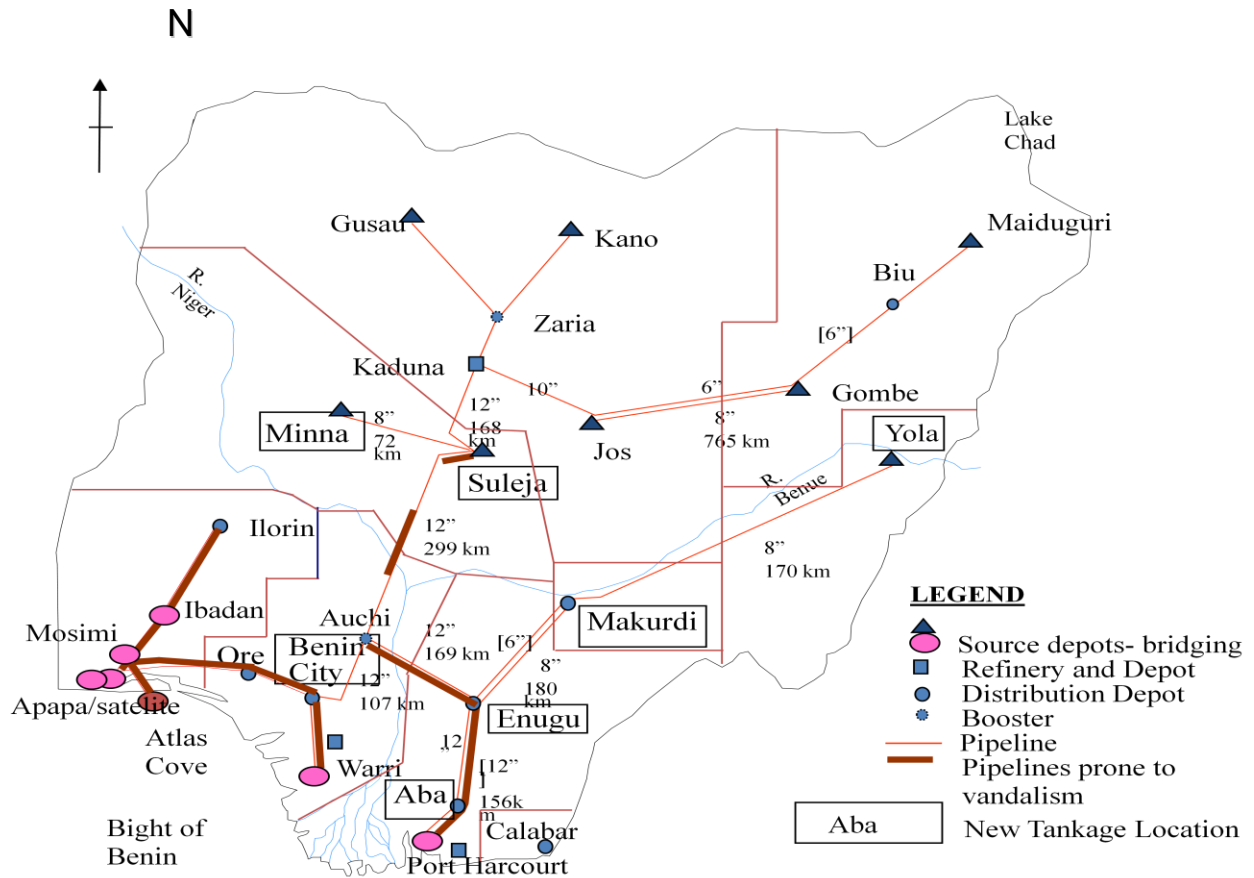 N
Lake
Chad
Gusau
Kano
Maiduguri
Biu
R.
Niger
Zaria
[6”]
Kaduna
10”
6”
Gombe
12”
168
km
8”
765 km
Minna
8”
72
km
Jos
Yola
Suleja
R.
Benue
Ilorin
12”
299 km
8”
170 km
LEGEND
Source depots- bridging
Refinery and Depot
Distribution Depot
Booster
Pipeline
Pipelines prone to
vandalism
Aba
New Tankage Location
Ibadan
Auchi
Makurdi
Mosimi
Ore
Benin
City
12”
169 km
[6”]
8”
180
km
12”
107 km
Enugu
Apapa/satelite
Atlas
Cove
Warri
12
”
[12”
]
156k
m
Aba
Calabar
Bight of
Benin
Port Harcourt